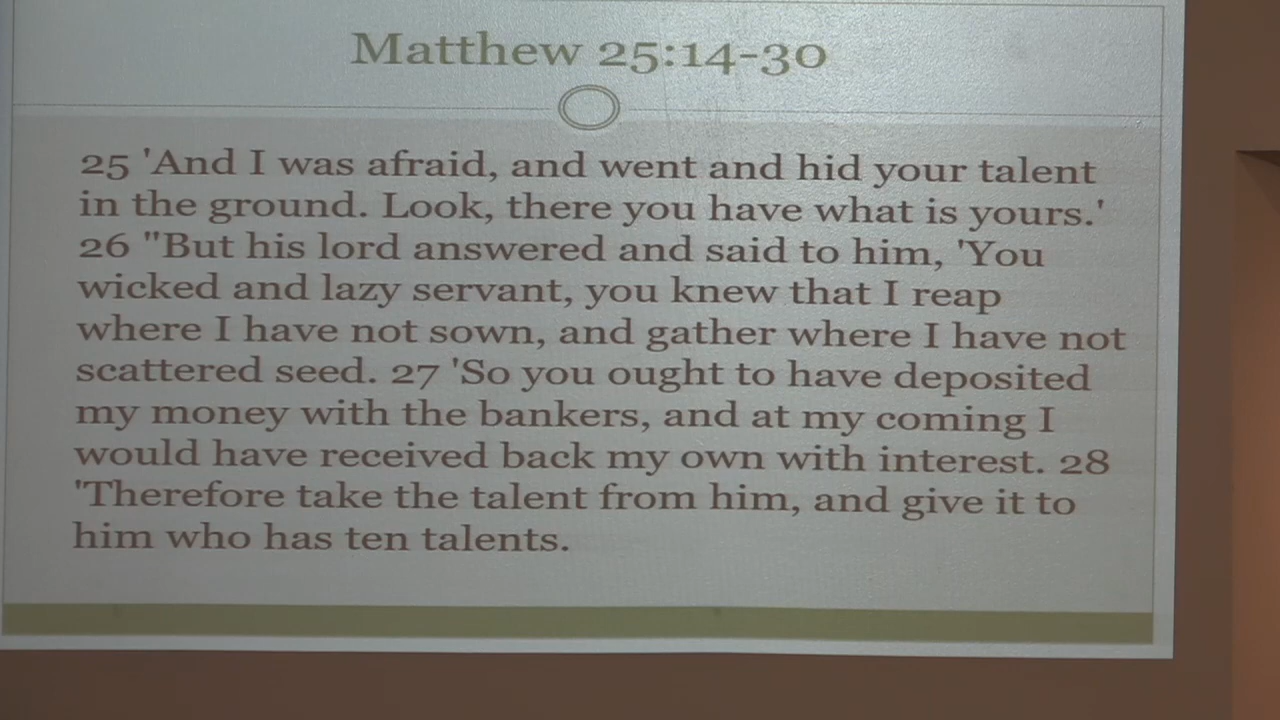 Matthew 25:14-30
25 'And I was afraid, and went and hid your talent
in the ground. Look, there you have what is yours.'
26 "But his lord answered and said to him, 'You
wicked and lazy servant, you knew that I reap
where I have not sown, and gather where I have not
scattered seed. 27 'So you ought to have deposited
my money with the bankers, and at my coming I
would have received back my own with interest. 28
'Therefore take the talent from him, and give it to
him who has ten talents.